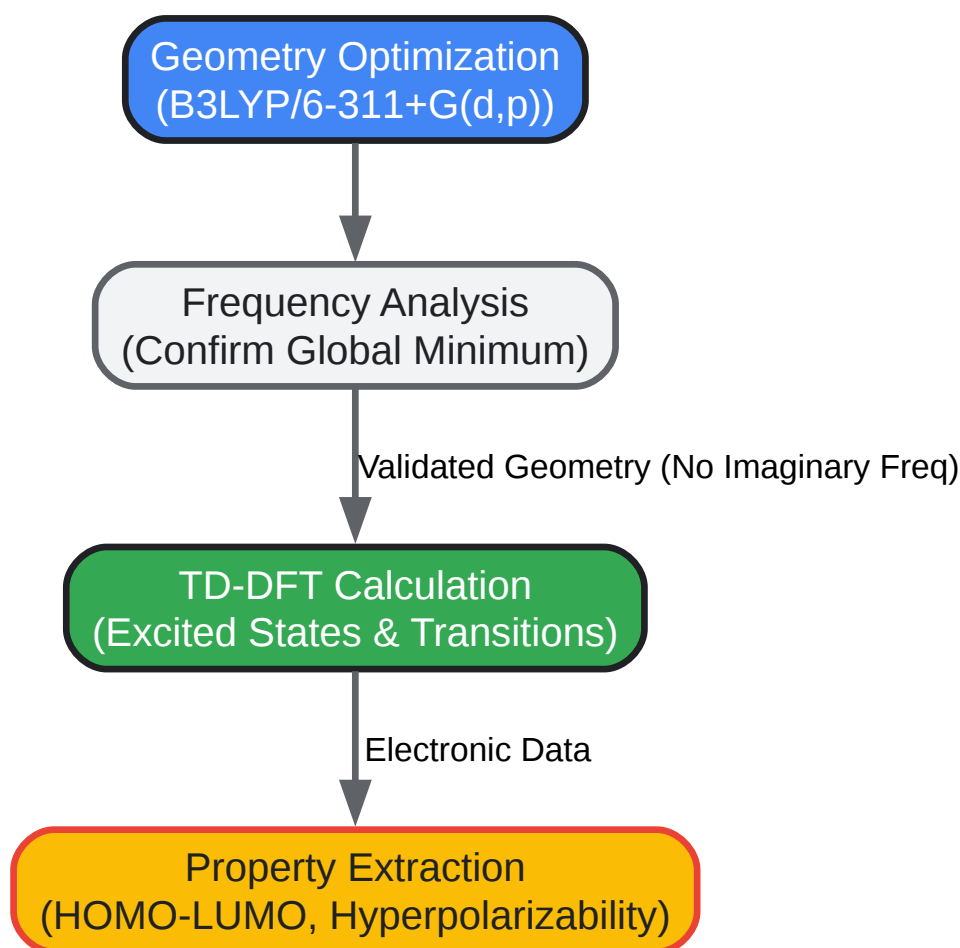 Geometry Optimization
(B3LYP/6-311+G(d,p))
Frequency Analysis
(Confirm Global Minimum)
Validated Geometry (No Imaginary Freq)
TD-DFT Calculation
(Excited States & Transitions)
Electronic Data
Property Extraction
(HOMO-LUMO, Hyperpolarizability)